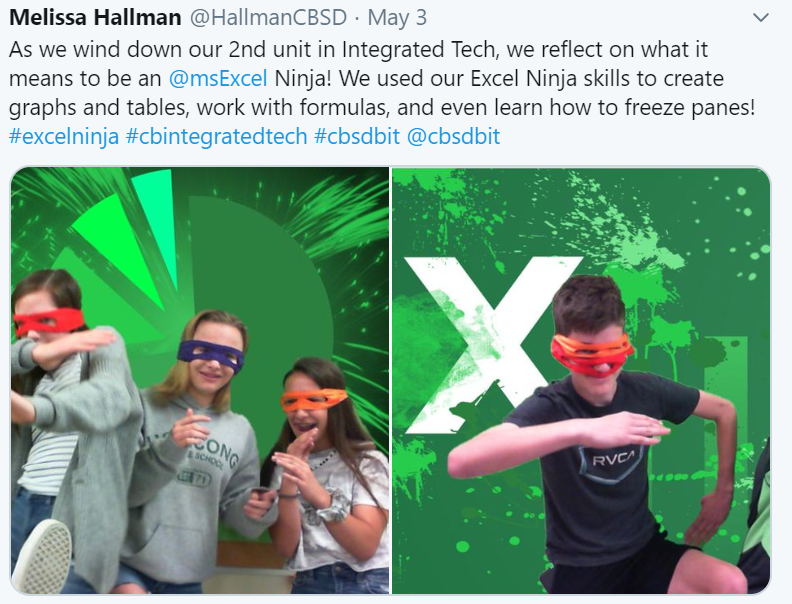 Melissa Hallman @HallmanCBSD · May 3
As we wind down our 2nd unit in Integrated Tech, we reflect on what it
means to be an @msExcel Ninja! We used our Excel Ninja skills to create
graphs and tables, work with formulas, and even learn how to freeze panes!
#excelninja #cbintegratedtech #cbsdbit @cbsdbit
X
RVCA